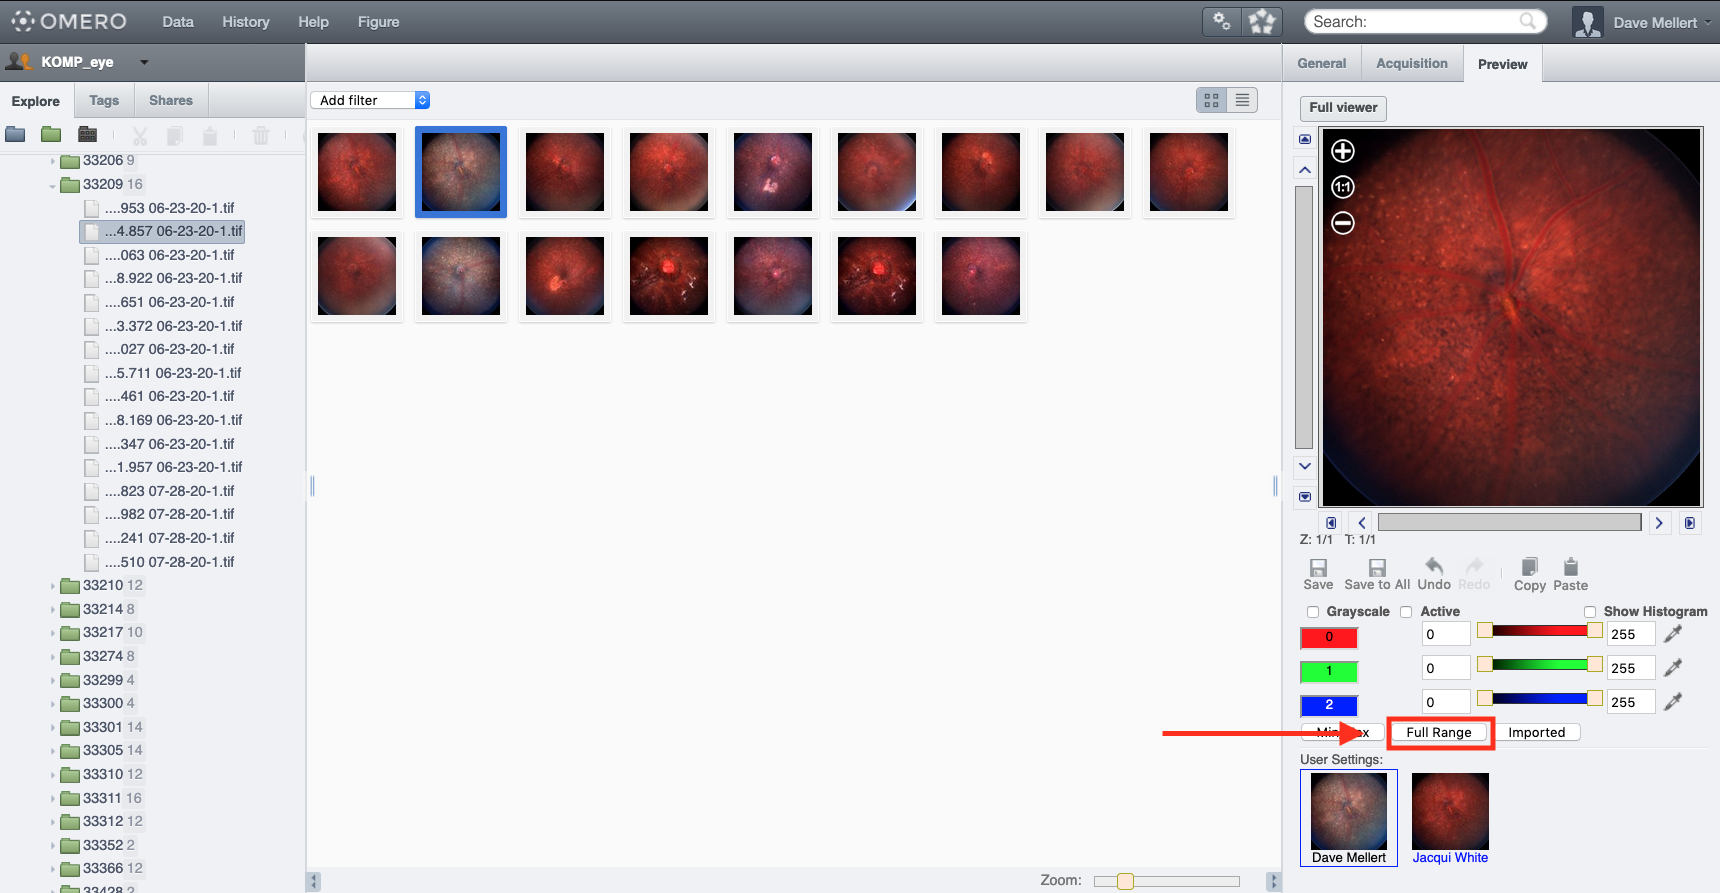 OMERO Data History Help Figure Search: Dave Mellert
KOMP_eye
Explore Tags Shares
33206 9
33209 16
....953 06-23-20-1.tif
...4.857 06-23-20-1.tif
....063 06-23-20-1.tif
...8.922 06-23-20-1.tif
....651 06-23-20-1.tif
...3.372 06-23-20-1.tif
....027 06-23-20-1.tif
...5.711 06-23-20-1.tif
....461 06-23-20-1.tif
...8.169 06-23-20-1.tif
....347 06-23-20-1.tif
...1.957 06-23-20-1.tif
....823 07-28-20-1.tif
....982 07-28-20-1.tif
....241 07-28-20-1.tif
....510 07-28-20-1.tif
33210 12
33214 8
33217 10
33274 8
33299 4
33300 4
33301 14
33305 14
33310 12
33311 16
33312 12
33352 2
33366 12
33428 2
Add filter
Zoom:
General Acquisition Preview
Full viewer
1:1
Z: 1/1 T: 1/1
Save Save to All Undo Redo Copy Paste
Grayscale Active Show Histogram
0 0 255
1 0 255
2 0 255
Full Range Imported
User Settings:
Dave Mellert Jacqui White